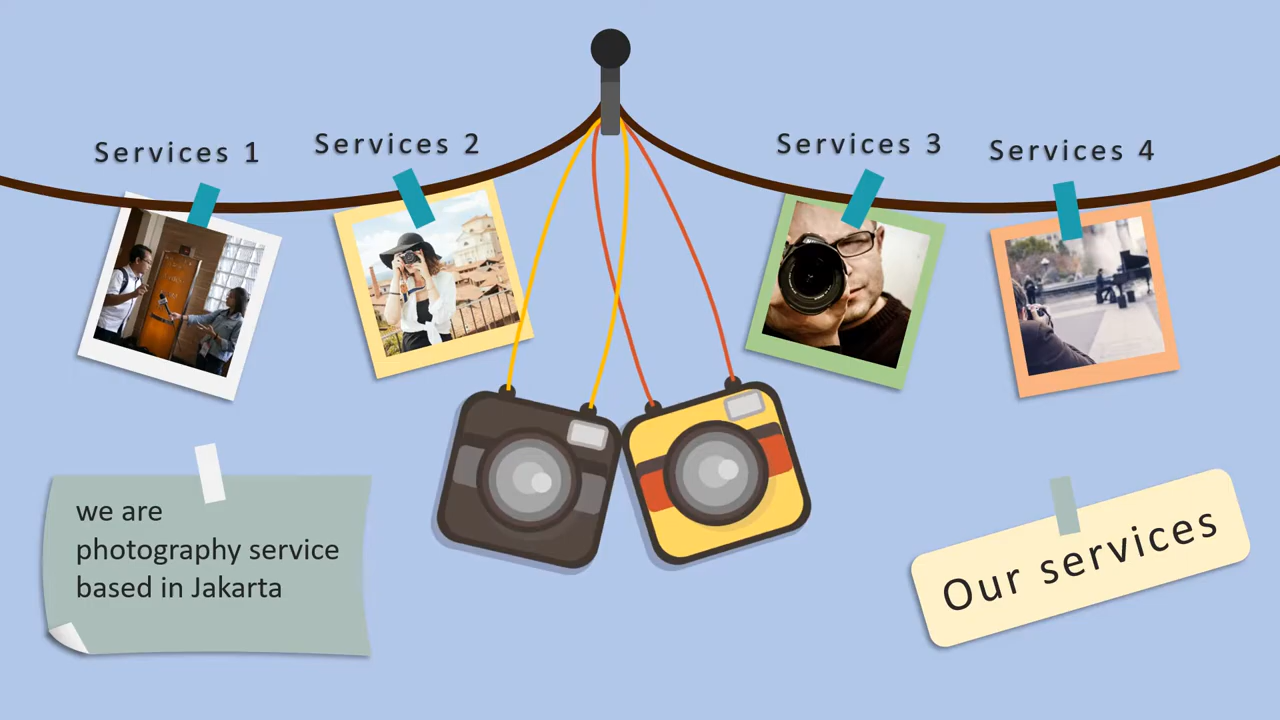 Services 1
Services 2
Services 3
Services 4
we are
photography service
based in Jakarta
Our services